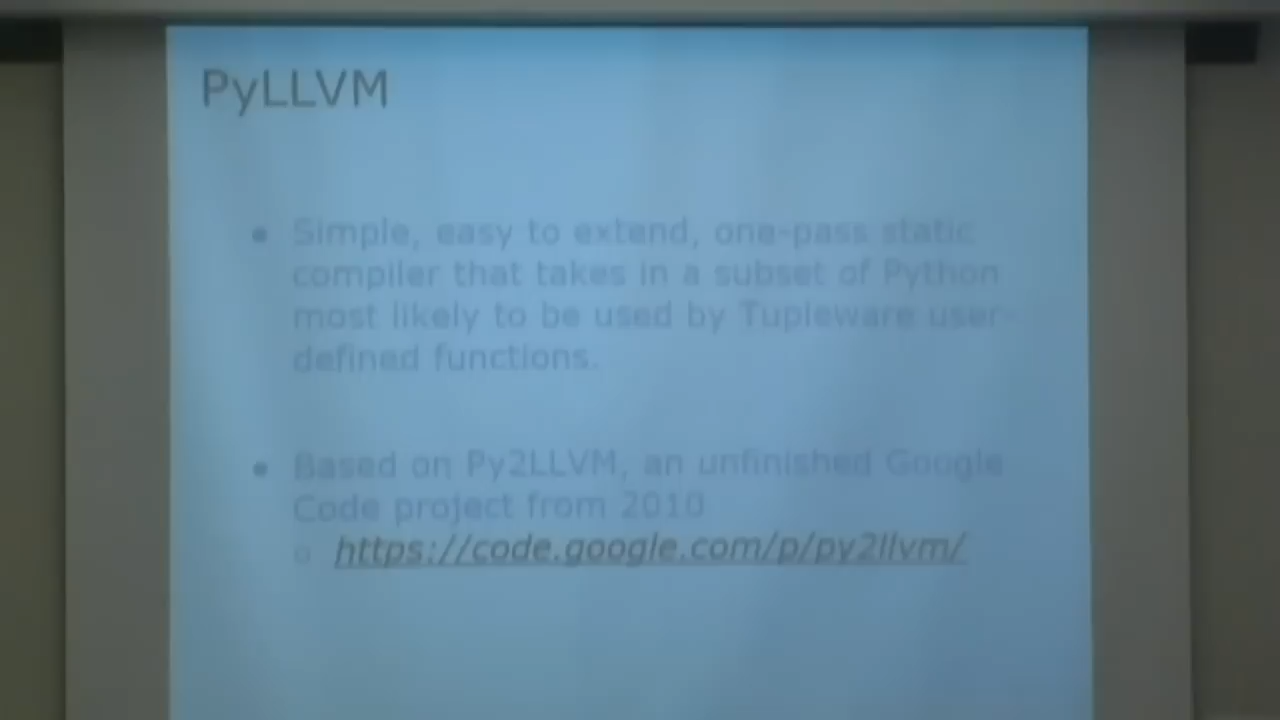 PyLLVM
• Simple, easy to extend, one-pass static
compiler that takes in a subset of Python
most likely to be used by Tupleware user-
defined functions.
• Based on Py2LLVM, an unfinished Google
Code project from 2010
○ https://code.google.com/p/py2llvm/